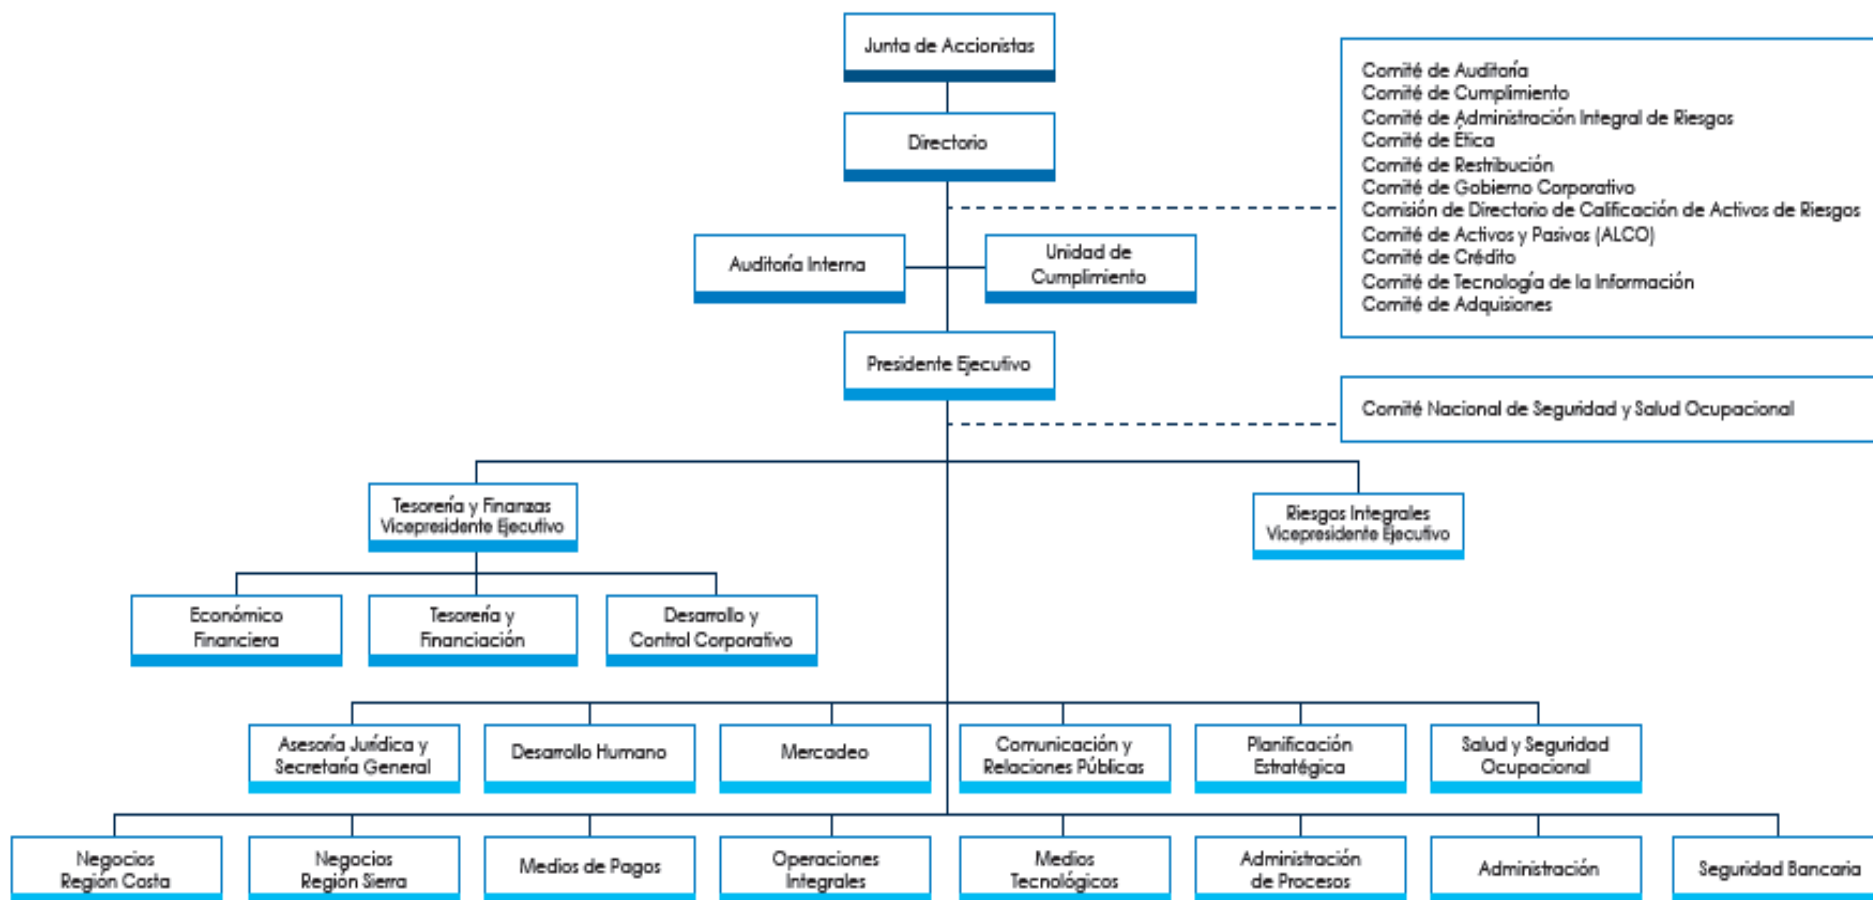 Junta de Accionistas
Directorio
Comité de Auditoría
Comité de Cumplimiento
Comité de Administración Integral de Riesgos
Comité de Ética
Comité de Restribución
Comité de Gobierno Corporativo
Comisión de Directorio de Calificación de Activos de Riesgos
Comité de Activos y Pasivos (ALCO)
Comité de Crédito
Comité de Tecnología de la Información
Comité de Adquisiones
Auditoría Interna
Unidad de
Cumplimiento
Presidente Ejecutivo
Comité Nacional de Seguridad y Salud Ocupacional
Tesorería y Finanzas
Vicepresidente Ejecutivo
Riesgos Integrales
Vicepresidente Ejecutivo
Económico
Financiera
Tesorería y
Financiación
Desarrollo y
Control Corporativo
Asesoría Jurídica y
Secretaría General
Desarrollo Humano
Mercadeo
Comunicación y
Relaciones Públicas
Planificación
Estratégica
Salud y Seguridad
Ocupacional
Negocios
Región Costa
Negocios
Región Sierra
Medios de Pagos
Operaciones
Integrales
Medios
Tecnológicos
Administración
de Procesos
Administración
Seguridad Bancaria